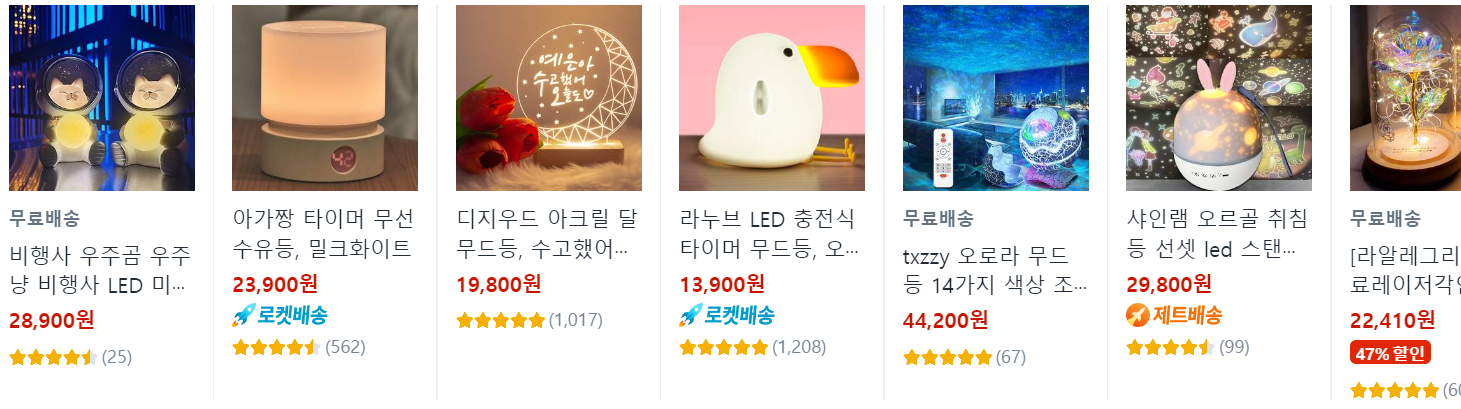 예은아
수고했어
오늘도♡
42
무료배송
비행사 우주곰 우주
냥 비행사 LED 미...
28,900원
(25)
아가짱 타이머 무선
수유등, 밀크화이트
23,900원
로켓배송
(562)
디지우드 아크릴 달
무드등, 수고했어...
19,800원
(1,017)
라누브 LED 충전식
타이머 무드등, 오...
13,900원
로켓배송
(1,208)
무료배송
txzzy 오로라 무드
등 14가지 색상 조...
44,200원
(67)
샤인램 오르골 취침
등 선셋 led 스탠...
29,800원
제트배송
(99)
무료배송
[라알레그리
료레이저각인
22,410원
47% 할인
(60